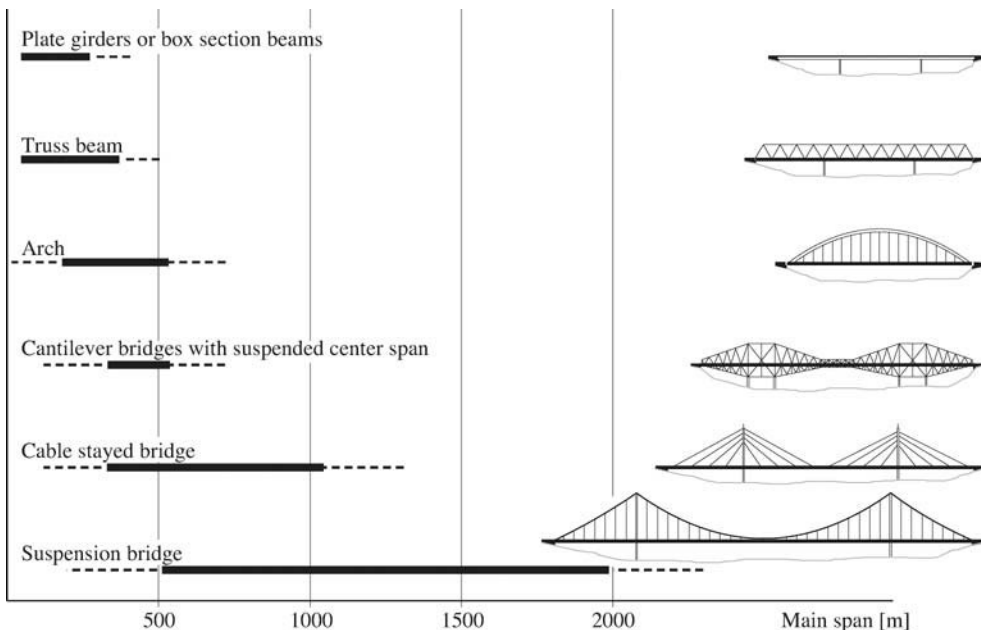 Plate girders or box section beams
Truss beam
Arch
Cantilever bridges with suspended center span
Cable stayed bridge
Suspension bridge
500 1000 1500 2000 Main span [m]